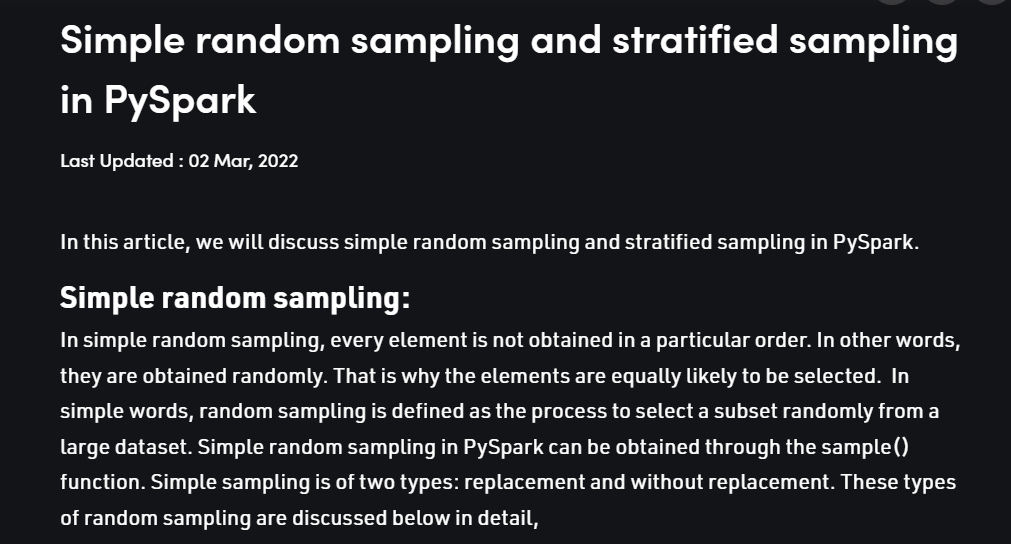 Simple random sampling and stratified sampling
in PySpark
Last Updated : 02 Mar, 2022
In this article, we will discuss simple random sampling and stratified sampling in PySpark.
Simple random sampling:
In simple random sampling, every element is not obtained in a particular order. In other words,
they are obtained randomly. That is why the elements are equally likely to be selected.  In
simple words, random sampling is defined as the process to select a subset randomly from a
large dataset. Simple random sampling in PySpark can be obtained through the sample()
function. Simple sampling is of two types: replacement and without replacement. These types
of random sampling are discussed below in detail,